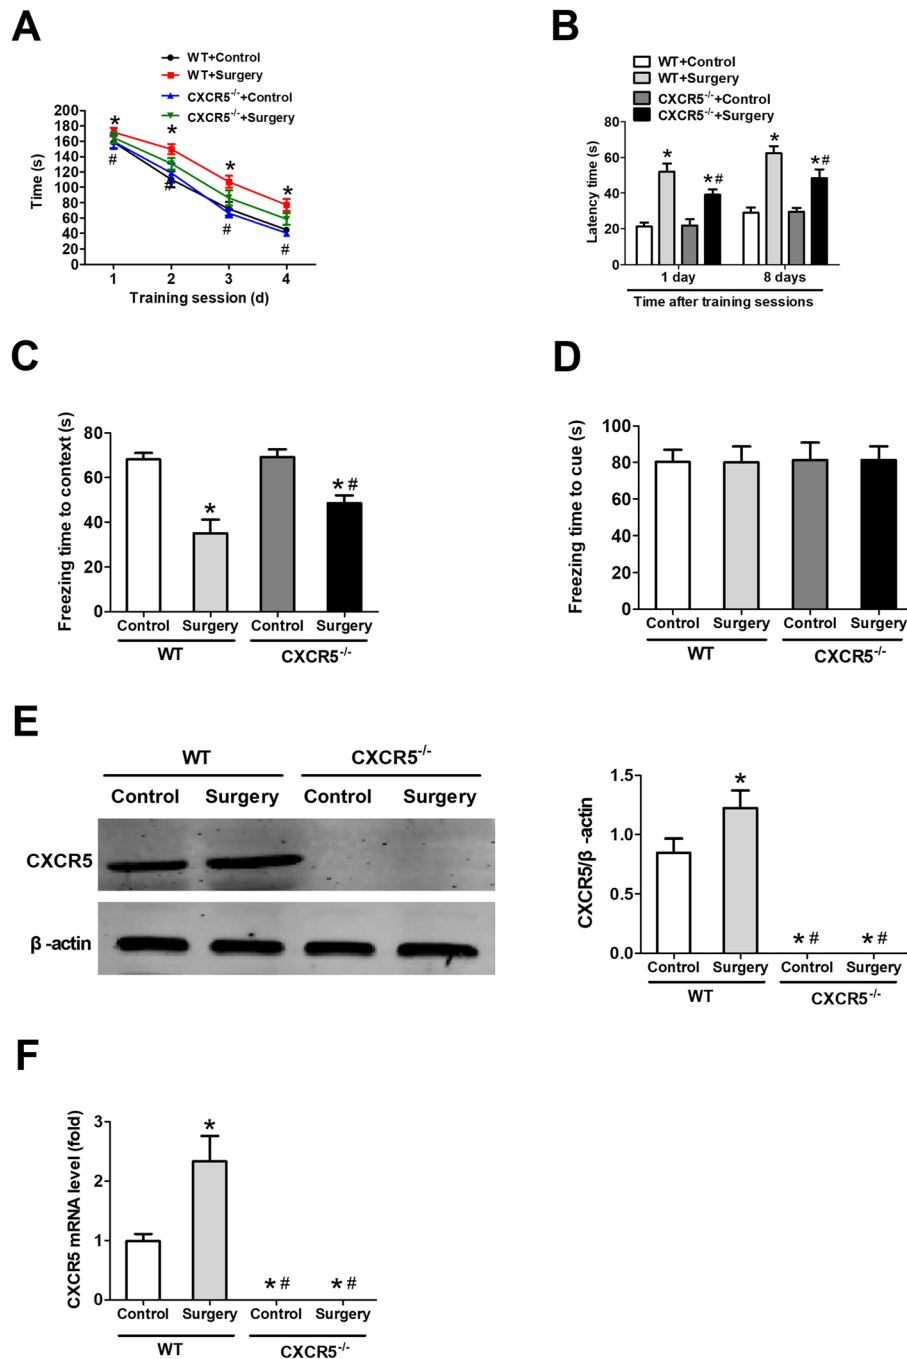 A
WT+Control
WT+Surgery
CXCR5-/-+Control
CXCR5-/-+Surgery
Time (s)
200
180
160
140
120
100
80
60
40
20
0
* * * *
# # # #
1 2 3 4
Training session (d)
B
WT+Control
WT+Surgery
CXCR5-/-+Control
CXCR5-/-+Surgery
Latency time (s)
80
60
40
20
0
* *# * *#
1 day 8 days
Time after training sessions
C
Freezing time to context (s)
80
60
40
20
0
* *#
Control Surgery Control Surgery
WT CXCR5-/-
D
Freezing time to cue (s)
100
80
60
40
20
0
Control Surgery Control Surgery
WT CXCR5-/-
E
WT CXCR5-/-
Control Surgery Control Surgery
CXCR5
β -actin
CXCR5/β -actin
1.5
1.0
0.5
0.0
* *# *#
Control Surgery Control Surgery
WT CXCR5-/-
F
CXCR5 mRNA level (fold)
3
2
1
0
* *# *#
Control Surgery Control Surgery
WT CXCR5-/-